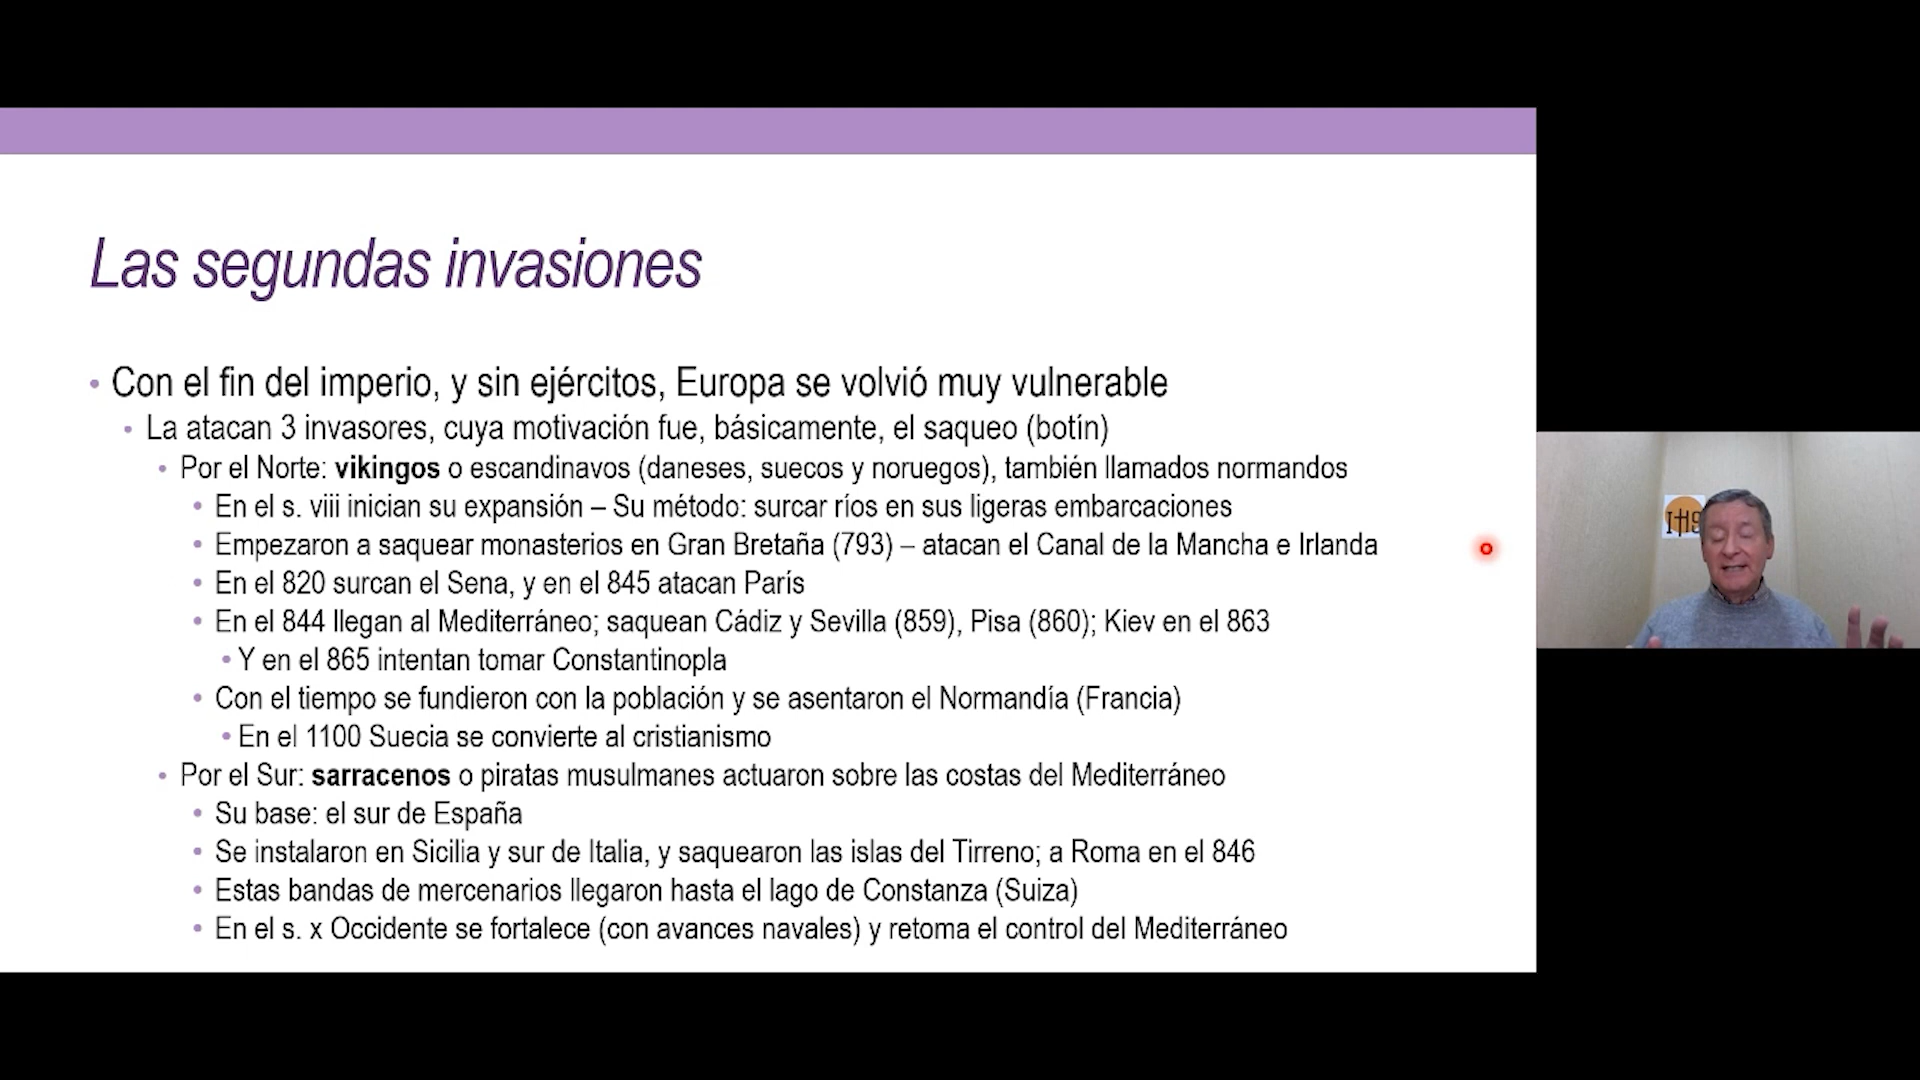 Las segundas invasiones
• Con el fin del imperio, y sin ejércitos, Europa se volvió muy vulnerable
• La atacan 3 invasores, cuya motivación fue, básicamente, el saqueo (botín)
• Por el Norte: vikingos o escandinavos (daneses, suecos y noruegos), también llamados normandos
• En el s. viii inician su expansión – Su método: surcar ríos en sus ligeras embarcaciones
• Empezaron a saquear monasterios en Gran Bretaña (793) – atacan el Canal de la Mancha e Irlanda
• En el 820 surcan el Sena, y en el 845 atacan París
• En el 844 llegan al Mediterráneo; saquean Cádiz y Sevilla (859), Pisa (860); Kiev en el 863
• Y en el 865 intentan tomar Constantinopla
• Con el tiempo se fundieron con la población y se asentaron el Normandía (Francia)
• En el 1100 Suecia se convierte al cristianismo
• Por el Sur: sarracenos o piratas musulmanes actuaron sobre las costas del Mediterráneo
• Su base: el sur de España
• Se instalaron en Sicilia y sur de Italia, y saquearon las islas del Tirreno; a Roma en el 846
• Estas bandas de mercenarios llegaron hasta el lago de Constanza (Suiza)
• En el s. x Occidente se fortalece (con avances navales) y retoma el control del Mediterráneo
IHS